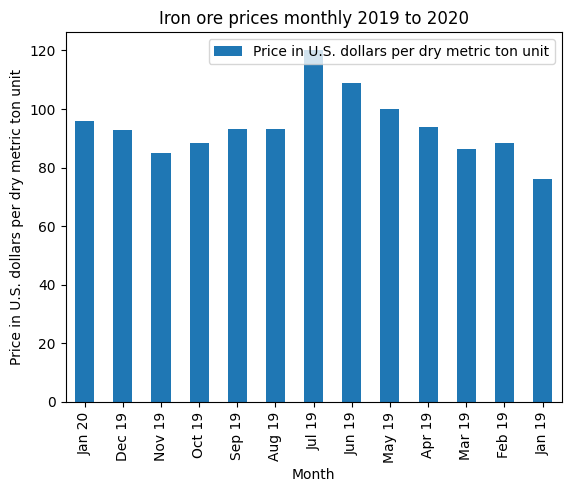 Iron ore prices monthly 2019 to 2020
Price in U.S. dollars per dry metric ton unit
Price in U.S. dollars per dry metric ton unit
120
100
80
60
40
20
0
Jan 20
Dec 19
Nov 19
Oct 19
Sep 19
Aug 19
Jul 19
Jun 19
May 19
Apr 19
Mar 19
Feb 19
Jan 19
Month